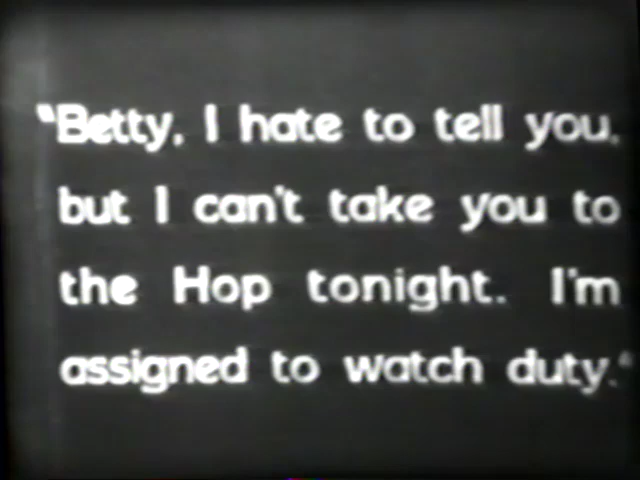 "Betty, I hate to tell you,
but I can't take you to
the Hop tonight. I'm
assigned to watch duty."